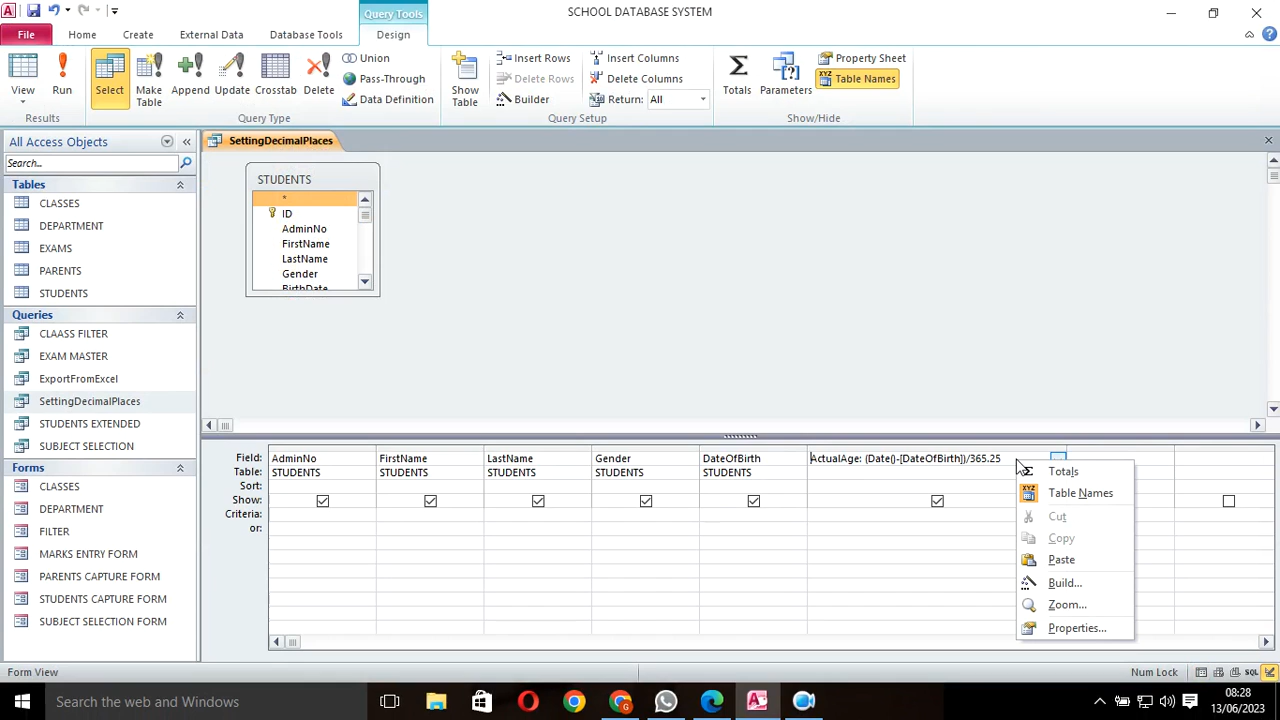 Query Tools
SCHOOL DATABASE SYSTEM
File Home Create External Data Database Tools Design
View Run Select Make Table Append Update Crosstab Delete
Union
Pass-Through
Data Definition
Show Table
Insert Rows
Delete Rows
Builder
Insert Columns
Delete Columns
Return: All
Totals Parameters
Property Sheet
XYZ Table Names
Results Query Type Query Setup Show/Hide
All Access Objects
Search...
Tables
CLASSES
DEPARTMENT
EXAMS
PARENTS
STUDENTS
Queries
CLAASS FILTER
EXAM MASTER
ExportFromExcel
SettingDecimalPlaces
STUDENTS EXTENDED
SUBJECT SELECTION
Forms
CLASSES
DEPARTMENT
FILTER
MARKS ENTRY FORM
PARENTS CAPTURE FORM
STUDENTS CAPTURE FORM
SUBJECT SELECTION FORM
SettingDecimalPlaces
STUDENTS
*
ID
AdminNo
FirstName
LastName
Gender
BirthDate
Field: AdminNo FirstName LastName Gender DateOfBirth ActualAge: (Date()-[DateOfBirth])/365.25
Table: STUDENTS STUDENTS STUDENTS STUDENTS STUDENTS
Sort:
Show:
Criteria:
or:
Totals
XYZ Table Names
Cut
Copy
Paste
Build...
Zoom...
Properties...
Form View
Num Lock
SQL
Search the web and Windows
08:28
13/06/2023